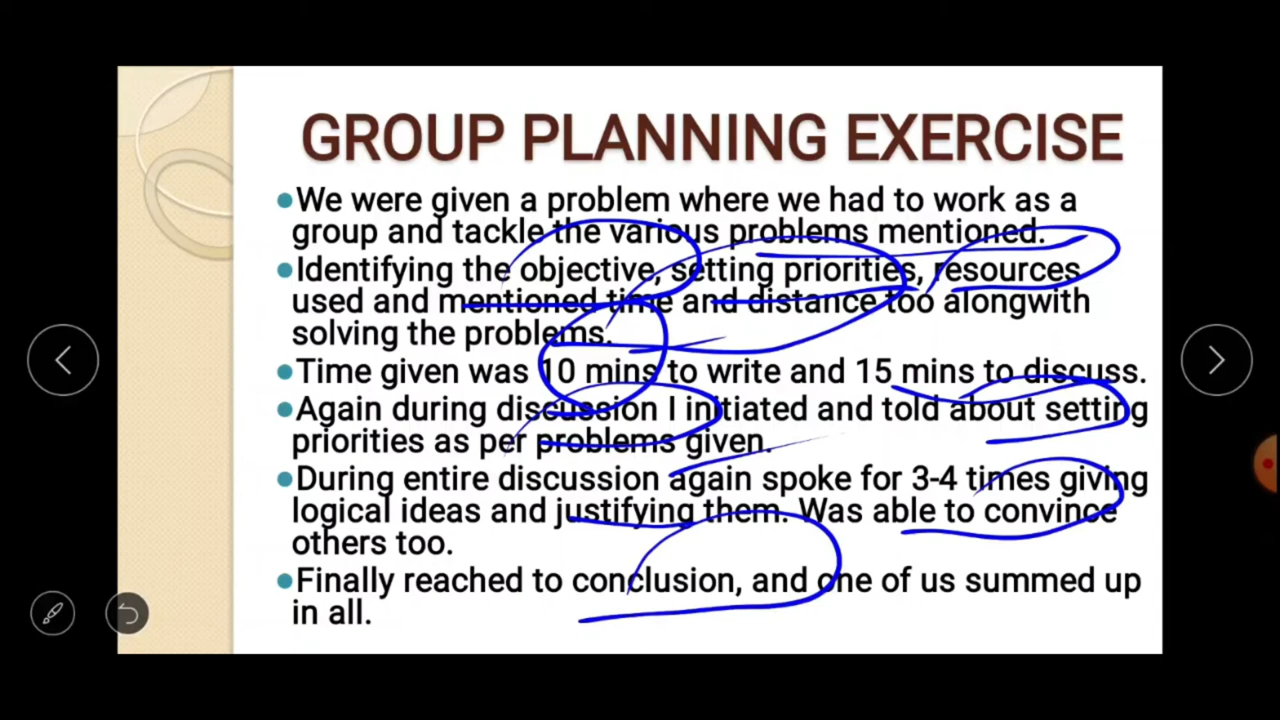 GROUP PLANNING EXERCISE
•We were given a problem where we had to work as a
group and tackle the various problems mentioned.
•Identifying the objective, setting priorities, resources
used and mentioned time and distance too alongwith
solving the problems.
•Time given was 10 mins to write and 15 mins to discuss.
•Again during discussion I initiated and told about setting
priorities as per problems given.
•During entire discussion again spoke for 3-4 times giving
logical ideas and justifying them. Was able to convince
others too.
•Finally reached to conclusion, and one of us summed up
in all.